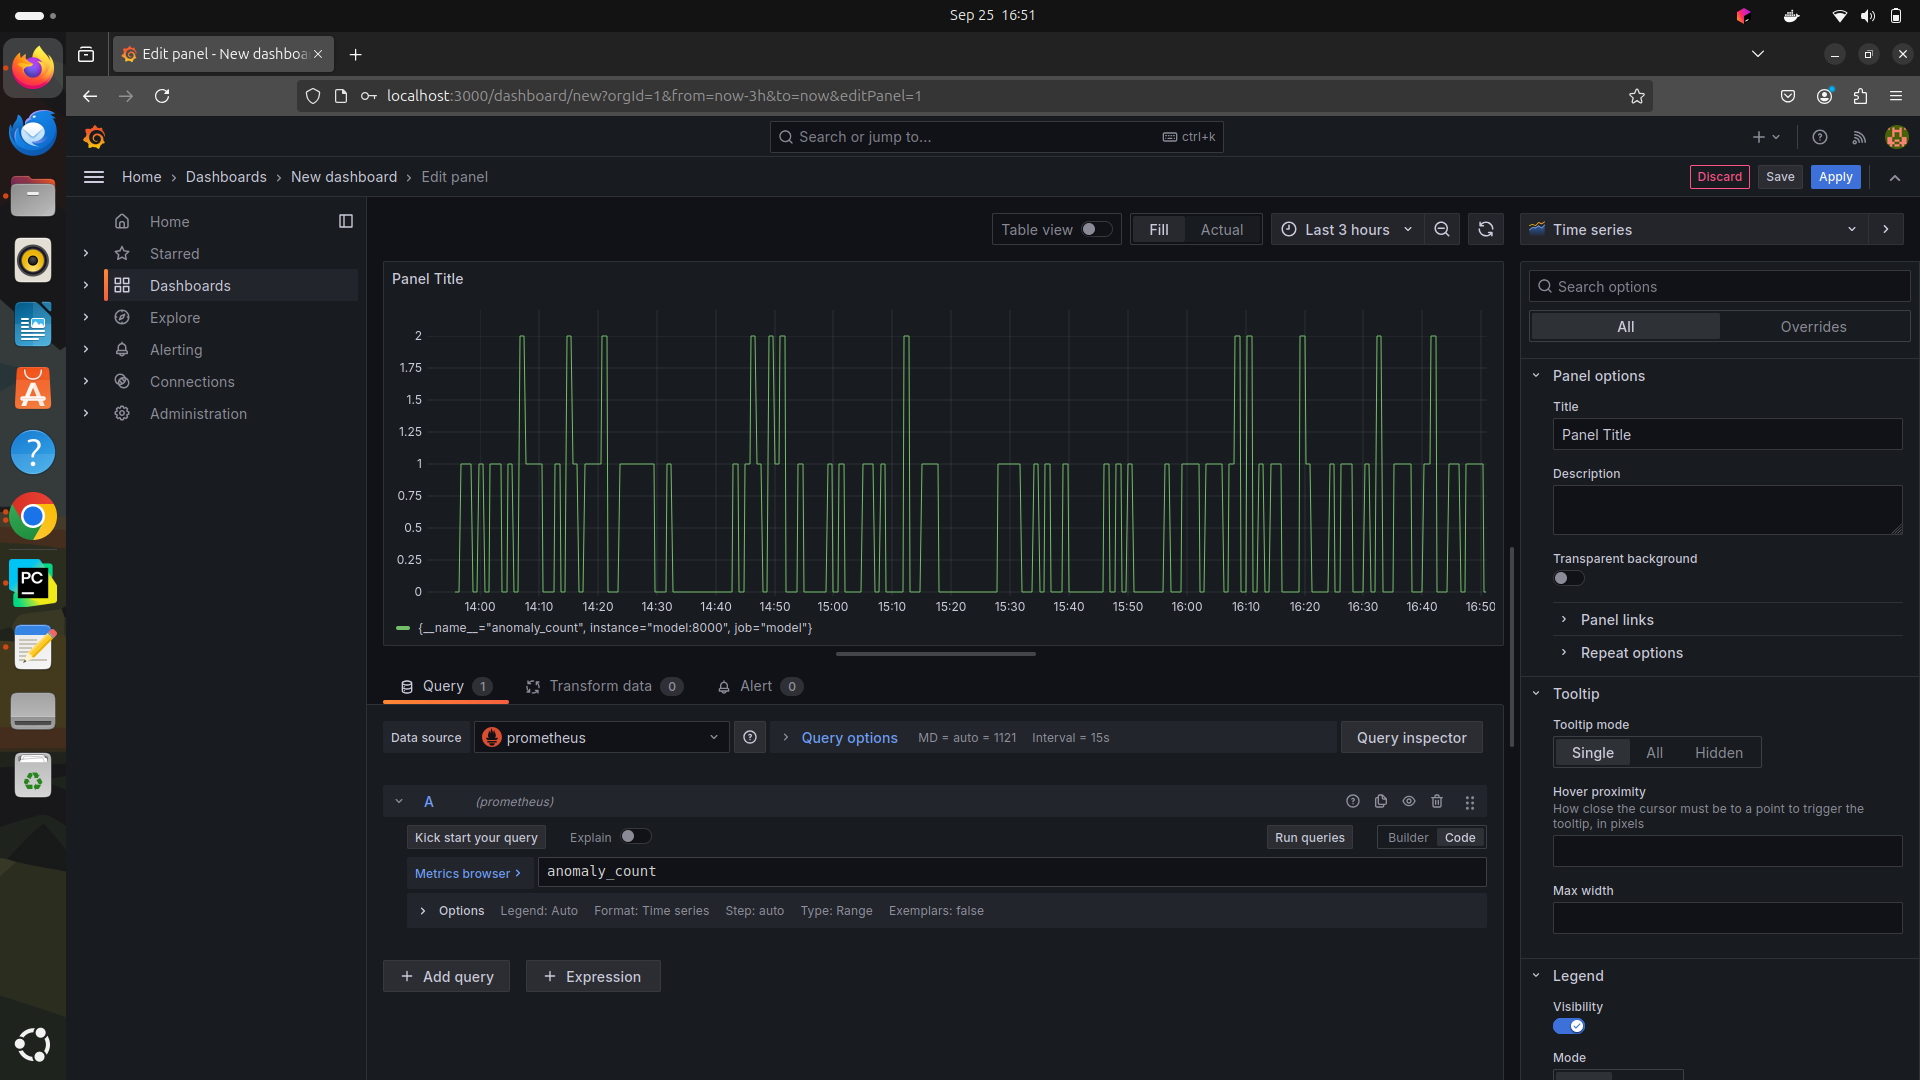 Sep 25 16:51
Edit panel - New dashboa
localhost:3000/dashboard/new?orgId=1&from=now-3h&to=now&editPanel=1
Search or jump to...
ctrl+k
Home
Dashboards
New dashboard
Edit panel
Discard
Save
Apply
Home
Starred
Dashboards
Explore
Alerting
Connections
Administration
Table view
Fill
Actual
Last 3 hours
Time series
Panel Title
2
1.75
1.5
1.25
1
0.75
0.5
0.25
0
14:00
14:10
14:20
14:30
14:40
14:50
15:00
15:10
15:20
15:30
15:40
15:50
16:00
16:10
16:20
16:30
16:40
16:50
{__name__="anomaly_count", instance="model:8000", job="model"}
Query 1
Transform data 0
Alert 0
Data source
prometheus
Query options
MD = auto = 1121
Interval = 15s
Query inspector
A
(prometheus)
Kick start your query
Explain
Run queries
Builder
Code
Metrics browser >
anomaly_count
Options
Legend: Auto
Format: Time series
Step: auto
Type: Range
Exemplars: false
+ Add query
+ Expression
Search options
All
Overrides
Panel options
Title
Panel Title
Description
Transparent background
Panel links
Repeat options
Tooltip
Tooltip mode
Single
All
Hidden
Hover proximity
How close the cursor must be to a point to trigger the
tooltip, in pixels
Max width
Legend
Visibility
Mode
PC